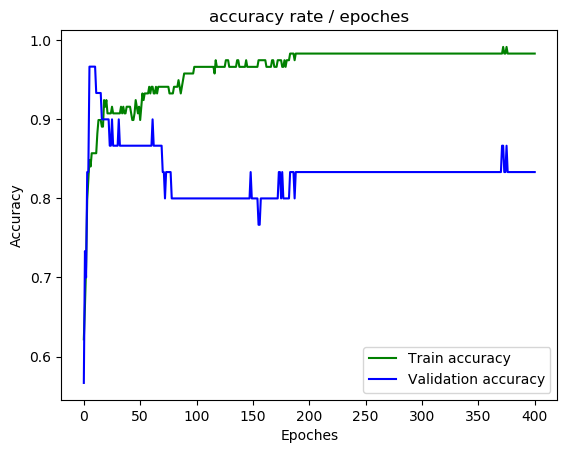 accuracy rate / epoches
1.0
0.9
0.8
0.7
0.6
Accuracy
0
50
100
150
200
250
300
350
400
Epoches
Train accuracy
Validation accuracy